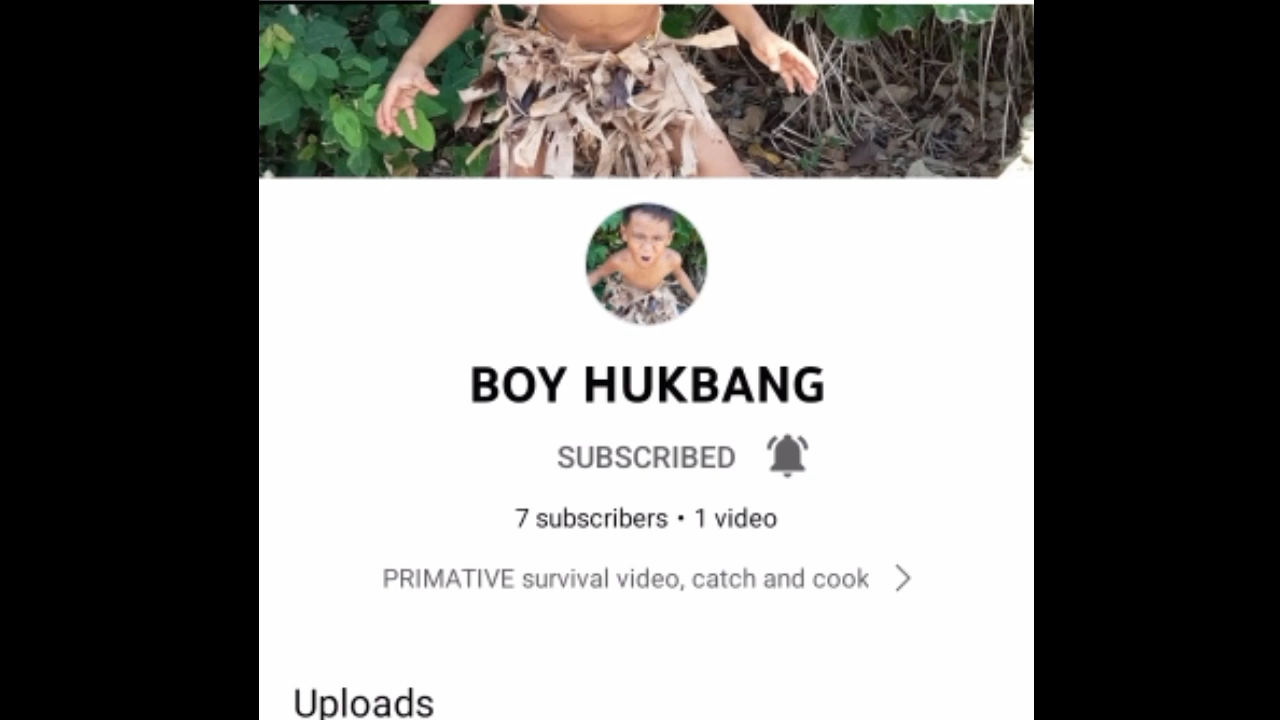 BOY HUKBANG
SUBSCRIBED
7 subscribers • 1 video
PRIMATIVE survival video, catch and cook
Uploads